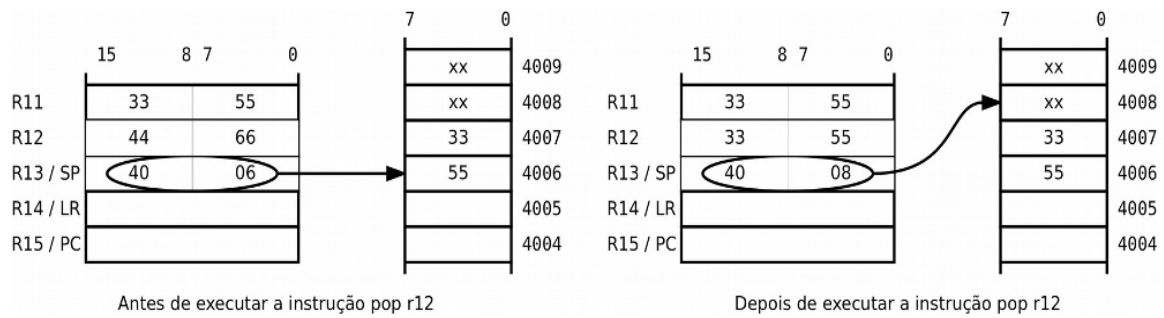 7 0
15 8 7 0
xx 4009
R11 33 55 xx 4008
R12 44 66 33 4007
R13 / SP 40 06 55 4006
R14 / LR 4005
R15 / PC 4004
Antes de executar a instrução pop r12
7 0
15 8 7 0
xx 4009
R11 33 55 xx 4008
R12 33 55 33 4007
R13 / SP 40 08 55 4006
R14 / LR 4005
R15 / PC 4004
Depois de executar a instrução pop r12